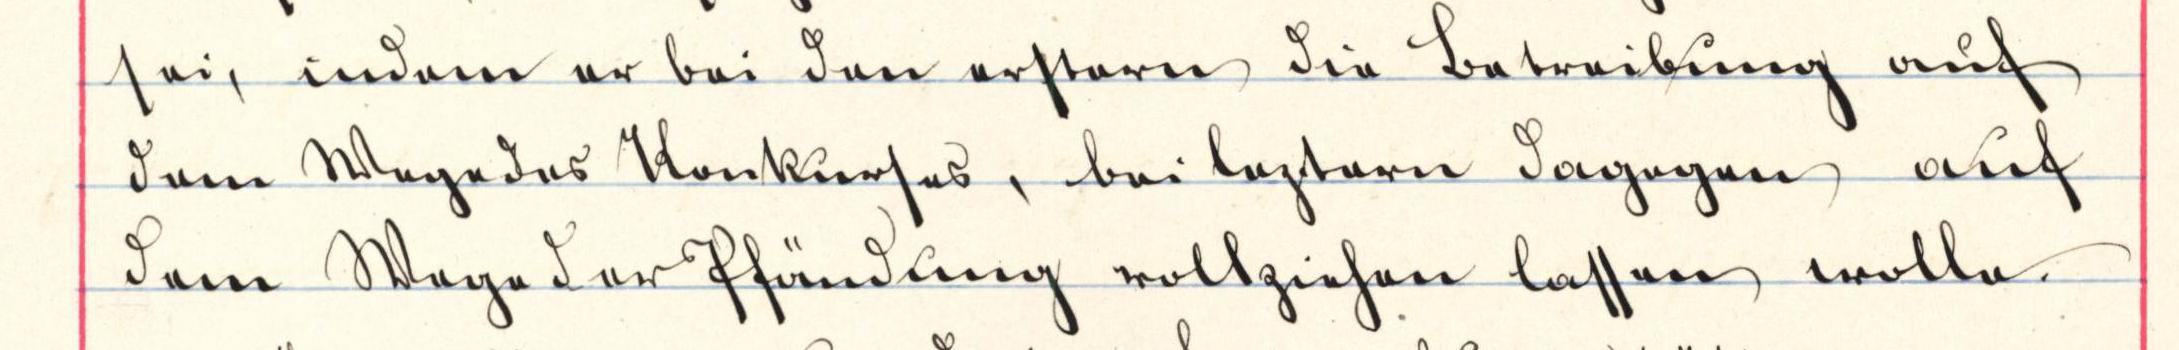 sei, indem er bei den erstern die Betreibung auf
dem Wege des Konkurses, bei leztern dagegen auf
dem Wege der Pfändung vollziehen lassen wolle.